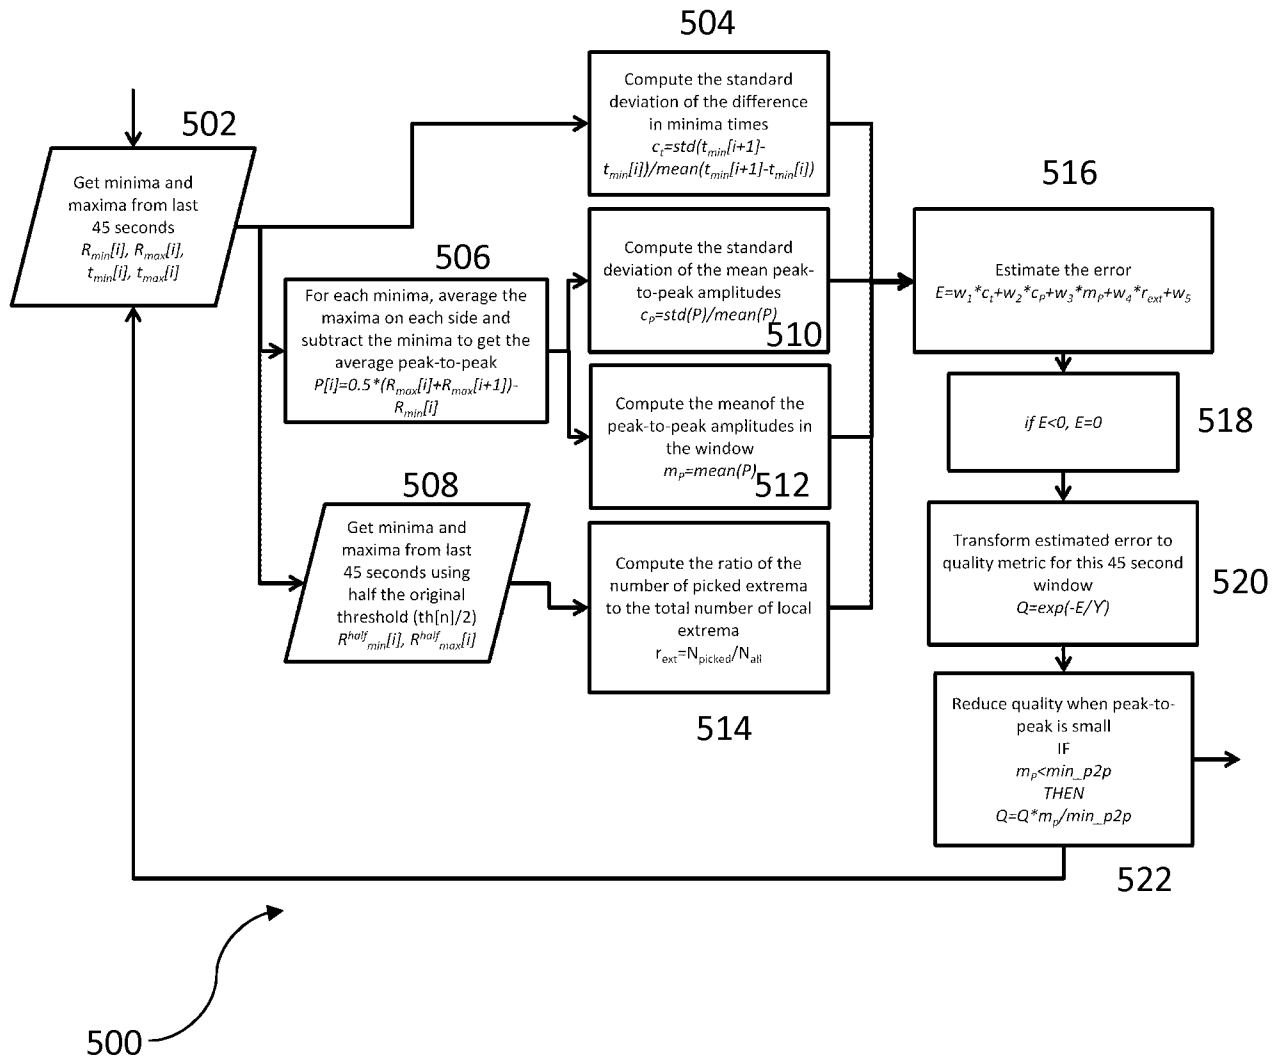 504
Compute the standard
deviation of the difference
in minima times
c_t=std(t_min[i+1]-
t_min[i])/mean(t_min[i+1]-t_min[i])
502
Get minima and
maxima from last
45 seconds
R_min[i], R_max[i],
t_min[i], t_max[i]
506
For each minima, average the
maxima on each side and
subtract the minima to get the
average peak-to-peak
P[i]=0.5*(R_max[i]+R_max[i+1])-
R_min[i]
508
Get minima and
maxima from last
45 seconds using
half the original
threshold (th[n]/2)
R^half_min[i], R^half_max[i]
Compute the standard
deviation of the mean peak-
to-peak amplitudes
c_P=std(P)/mean(P)
510
Compute the meanof the
peak-to-peak amplitudes in
the window
m_P=mean(P)
512
Compute the ratio of the
number of picked extrema
to the total number of local
extrema
r_ext=N_picked/N_all
514
516
Estimate the error
E=w_1*c_t+w_2*c_P+w_3*m_P+w_4*r_ext+w_5
if E<0, E=0
518
Transform estimated error to
quality metric for this 45 second
window
Q=exp(-E/ϒ)
520
Reduce quality when peak-to-
peak is small
IF
m_P<min_p2p
THEN
Q=Q*m_p/min_p2p
522
500